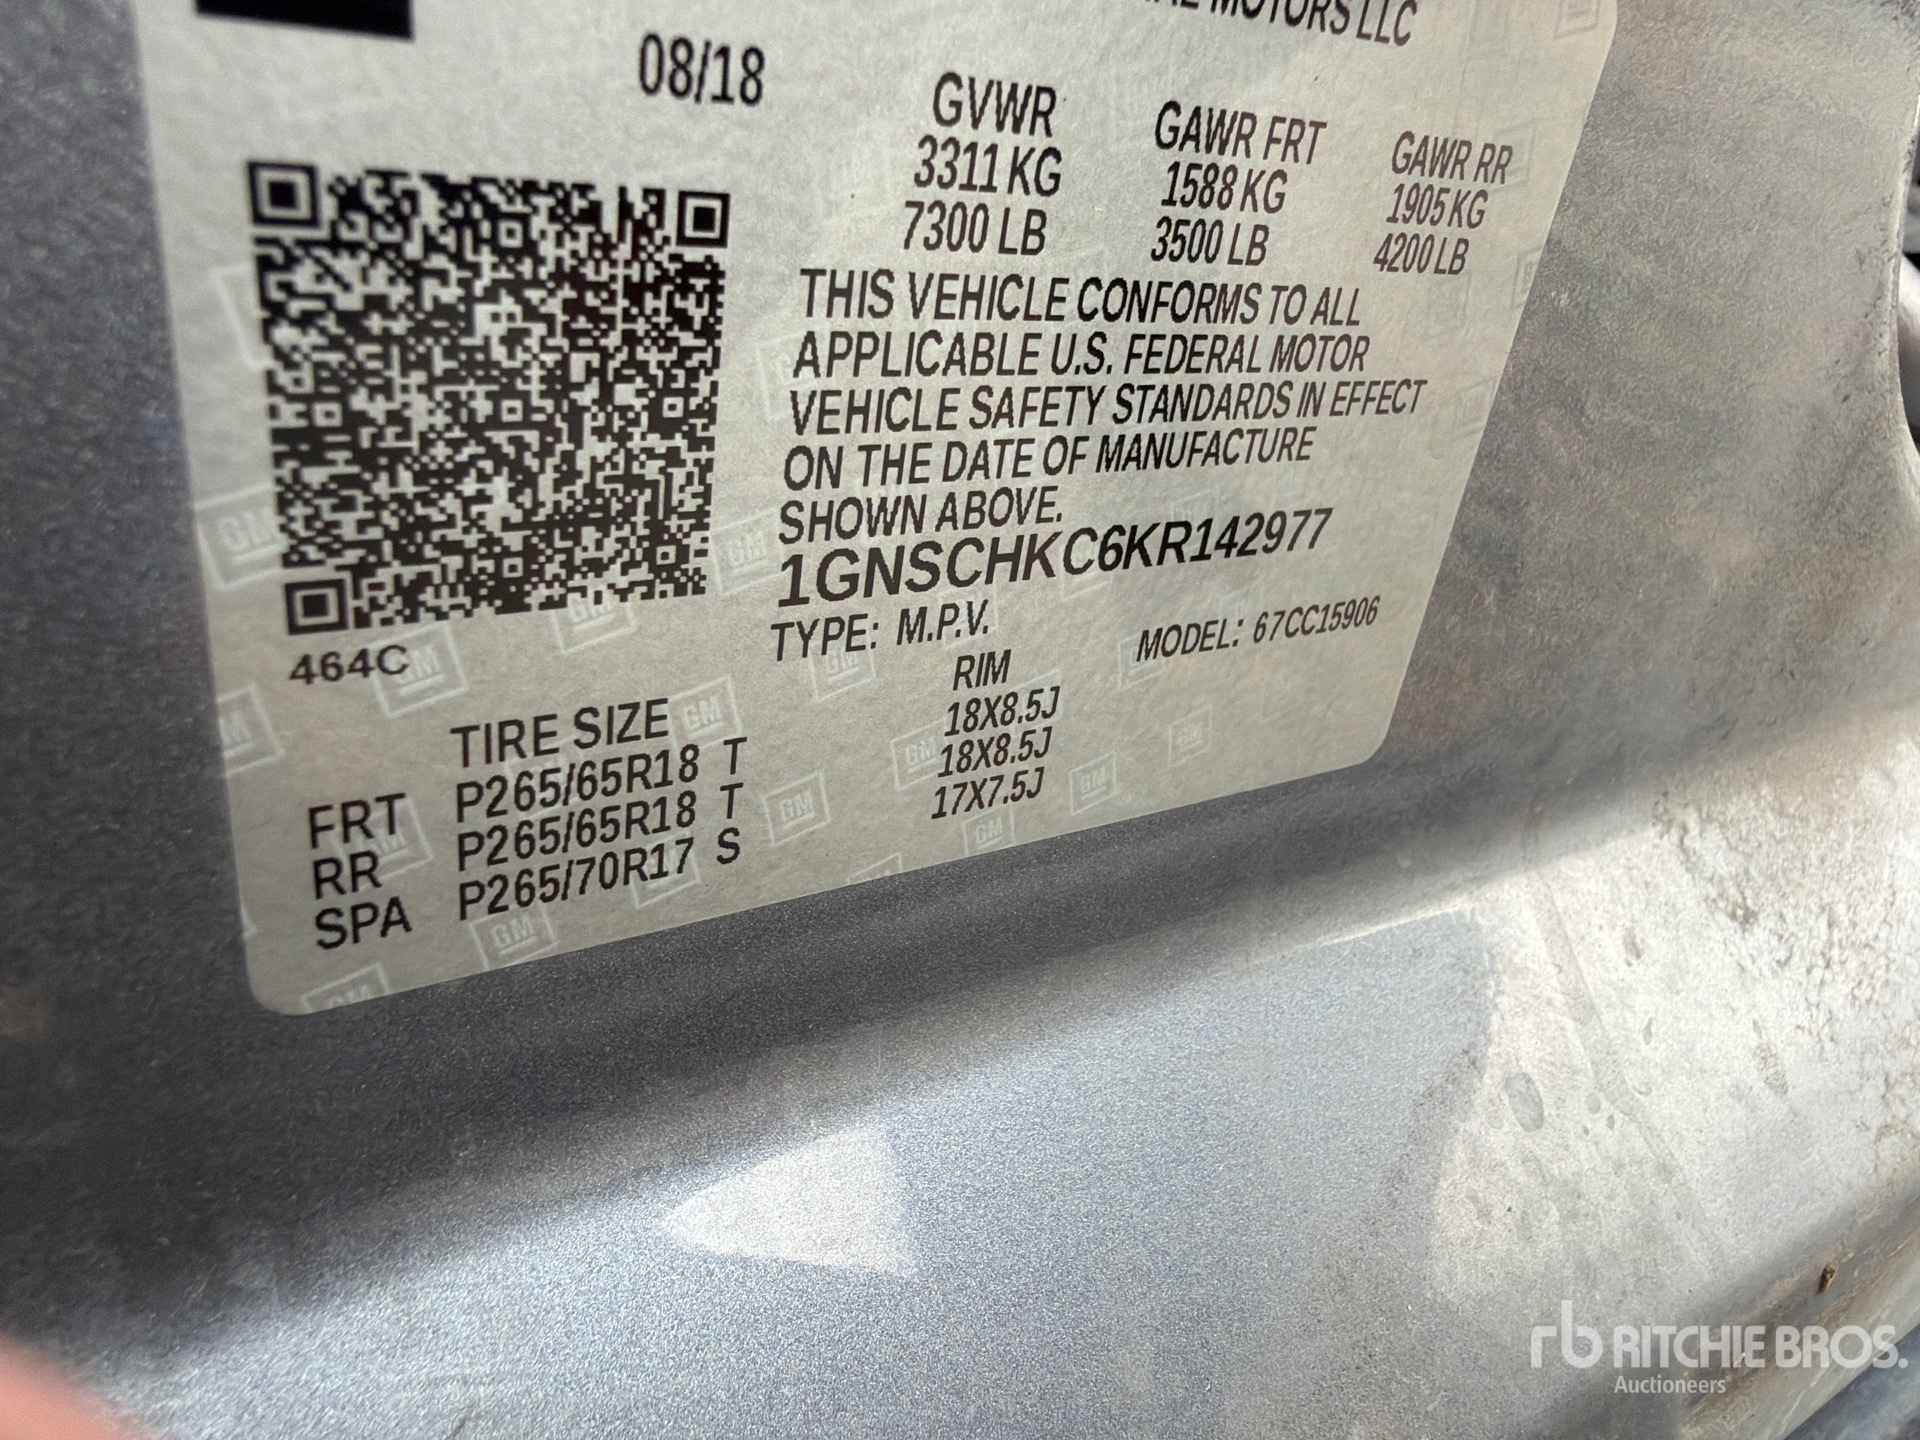 MOTORS LLC
08/18
GVWR GAWR FRT GAWR RR
3311 KG 1588 KG 1905 KG
7300 LB 3500 LB 4200 LB
THIS VEHICLE CONFORMS TO ALL
APPLICABLE U.S. FEDERAL MOTOR
VEHICLE SAFETY STANDARDS IN EFFECT
ON THE DATE OF MANUFACTURE
SHOWN ABOVE.
1GNSCHKC6KR142977
TYPE: M.P.V. MODEL: 67CC15906
464C
TIRE SIZE RIM
FRT P265/65R18 T 18X8.5J
RR P265/65R18 T 18X8.5J
SPA P265/70R17 S 17X7.5J
rb RITCHIE BROS.
Auctioneers